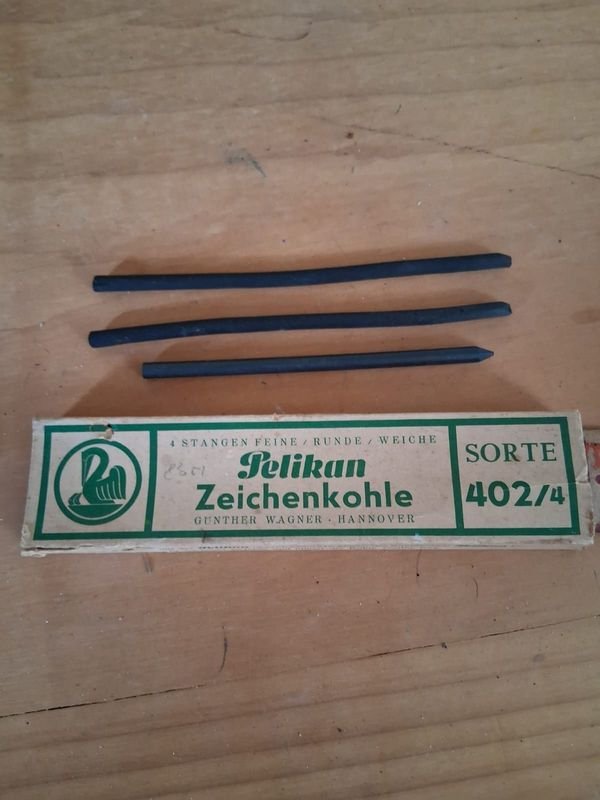 4 STANGEN FEINE / RUNDE / WEICHE
Pelikan
Zeichenkohle
GÜNTHER WAGNER · HANNOVER
SORTE
402/4